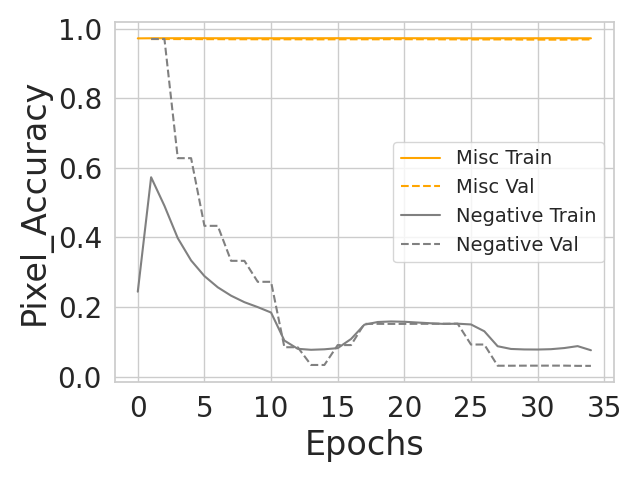 Pixel_Accuracy
1.0
0.8
0.6
0.4
0.2
0.0
Misc Train
Misc Val
Negative Train
Negative Val
0 5 10 15 20 25 30 35
Epochs